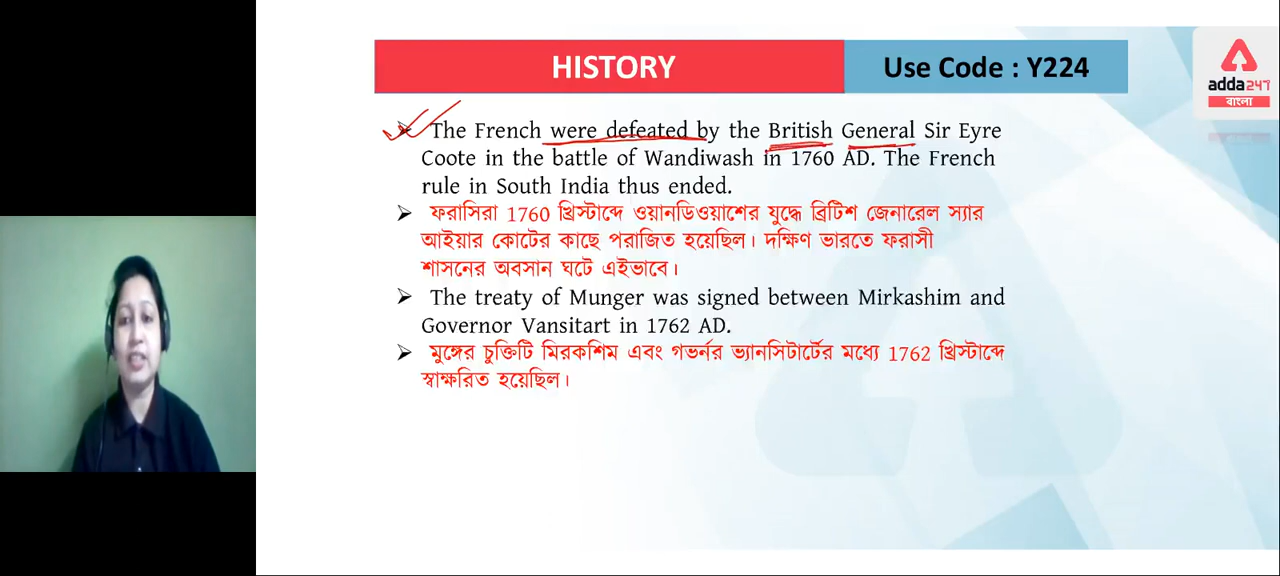 HISTORY
Use Code : Y224
adda247
বাংলা
The French were defeated by the British General Sir Eyre
Coote in the battle of Wandiwash in 1760 AD. The French
rule in South India thus ended.
ফরাসিরা 1760 খ্রিস্টাব্দে ওয়ানডিওয়াশের যুদ্ধে ব্রিটিশ জেনারেল স্যার
আইয়ার কোটের কাছে পরাজিত হয়েছিল। দক্ষিণ ভারতে ফরাসী
শাসনের অবসান ঘটে এইভাবে।
The treaty of Munger was signed between Mirkashim and
Governor Vansitart in 1762 AD.
মুঙ্গের চুক্তিটি মিরকশিম এবং গভর্নর ভ্যানসিটার্টের মধ্যে 1762 খ্রিস্টাব্দে
স্বাক্ষরিত হয়েছিল।